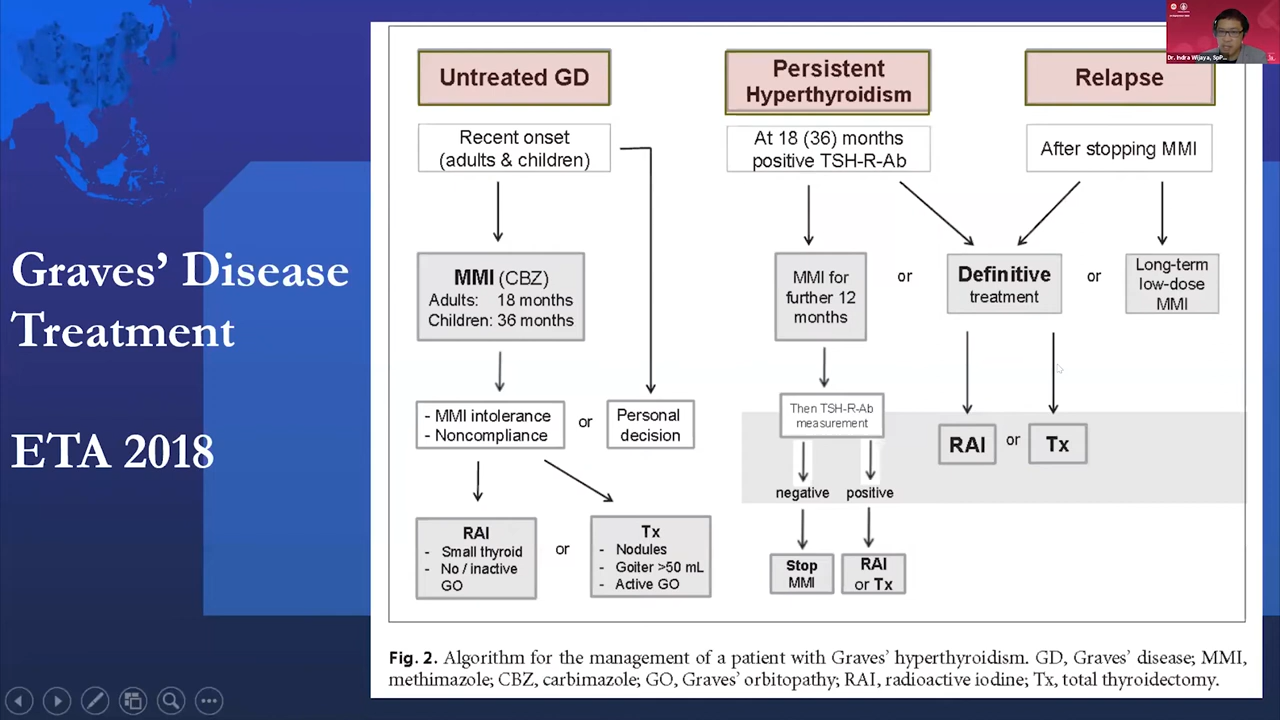 Graves' Disease
Treatment
ETA 2018
Untreated GD
Recent onset
(adults & children)
MMI (CBZ)
Adults: 18 months
Children: 36 months
- MMI intolerance
- Noncompliance
or
Personal
decision
RAI
- Small thyroid
- No / inactive
GO
or
Tx
- Nodules
- Goiter >50 mL
- Active GO
Persistent
Hyperthyroidism
At 18 (36) months
positive TSH-R-Ab
MMI for
further 12
months
or
Definitive
treatment
or
Long-term
low-dose
MMI
Then TSH-R-Ab
measurement
negative
positive
Stop
MMI
RAI
or Tx
Relapse
After stopping MMI
RAI
or
Tx
Fig. 2. Algorithm for the management of a patient with Graves' hyperthyroidism. GD, Graves' disease; MMI,
methimazole; CBZ, carbimazole; GO, Graves' orbitopathy; RAI, radioactive iodine; Tx, total thyroidectomy.
Dr. Indra Wijaya, SpP...